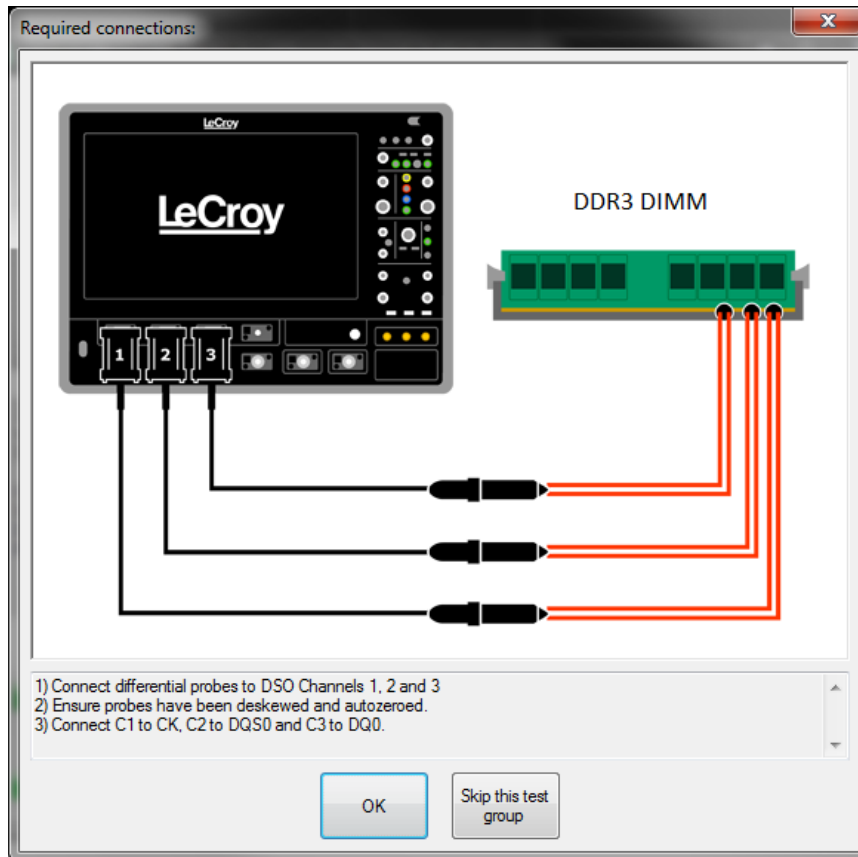 Required connections:
LeCroy
LeCroy
DDR3 DIMM
1 2 3
1) Connect differential probes to DSO Channels 1, 2 and 3
2) Ensure probes have been deskewed and autozeroed.
3) Connect C1 to CK, C2 to DQS0 and C3 to DQ0.
OK
Skip this test
group